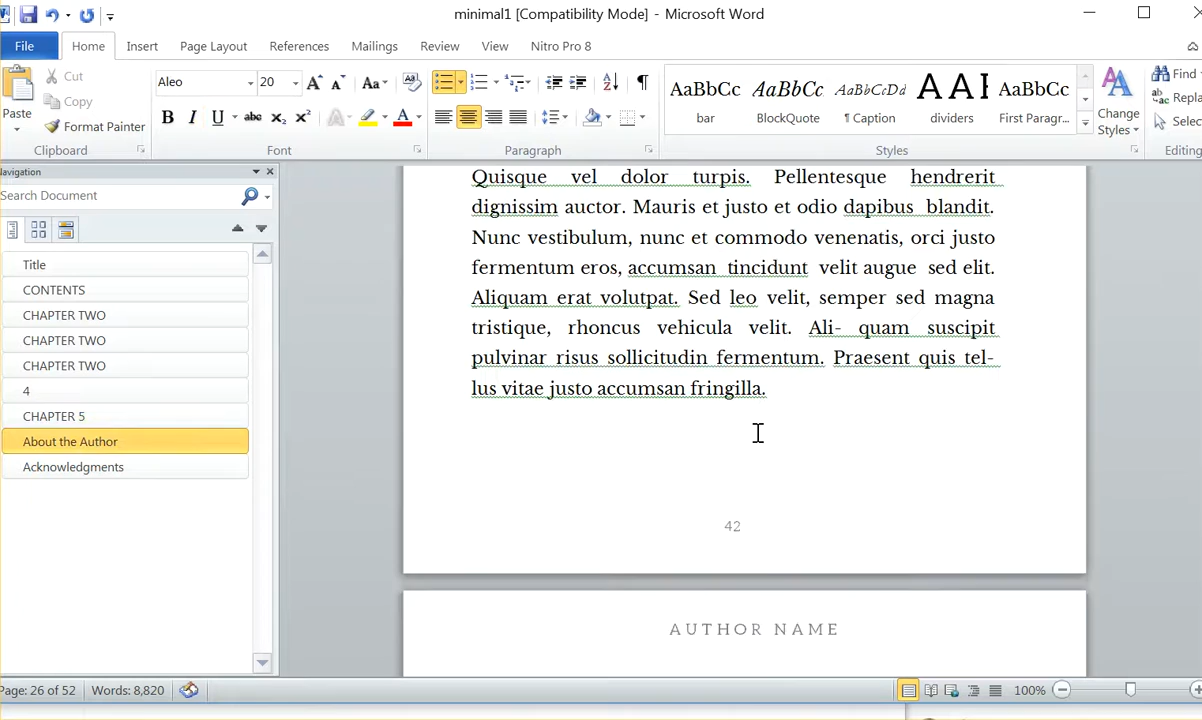 minimal1 [Compatibility Mode] - Microsoft Word
File Home Insert Page Layout References Mailings Review View Nitro Pro 8
Paste
Cut
Copy
Format Painter
Clipboard
Aleo 20
Font
Paragraph
AaBbCc AaBbCc AaBbCcDd AAI AaBbCc
bar BlockQuote ¶ Caption dividers First Paragr...
Change
Styles
Styles
Find
Repla
Selec
Editing
Navigation
Search Document
Title
CONTENTS
CHAPTER TWO
CHAPTER TWO
CHAPTER TWO
4
CHAPTER 5
About the Author
Acknowledgments
Quisque vel dolor turpis. Pellentesque hendrerit
dignissim auctor. Mauris et justo et odio dapibus blandit.
Nunc vestibulum, nunc et commodo venenatis, orci justo
fermentum eros, accumsan tincidunt velit augue sed elit.
Aliquam erat volutpat. Sed leo velit, semper sed magna
tristique, rhoncus vehicula velit. Ali- quam suscipit
pulvinar risus sollicitudin fermentum. Praesent quis tel-
lus vitae justo accumsan fringilla.
42
AUTHOR NAME
Page: 26 of 52 Words: 8,820 100%